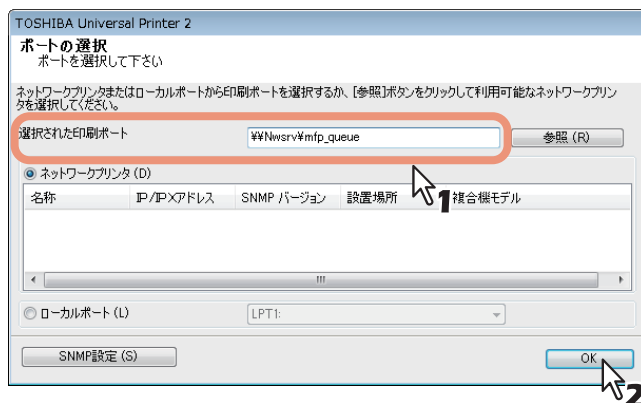 TOSHIBA Universal Printer 2
ポートの選択
ポートを選択して下さい
ネットワークプリンタまたはローカルポートから印刷ポートを選択するか、[参照]ボタンをクリックして利用可能なネットワークプリン
タを選択してください。
選択された印刷ポート ¥¥Nwsrv¥mfp_queue 参照 (R)
1
ネットワークプリンタ (D)
名称 IP/IPXアドレス SNMP バージョン 設置場所 複合機モデル
ローカルポート (L) LPT1:
SNMP設定 (S) OK
2